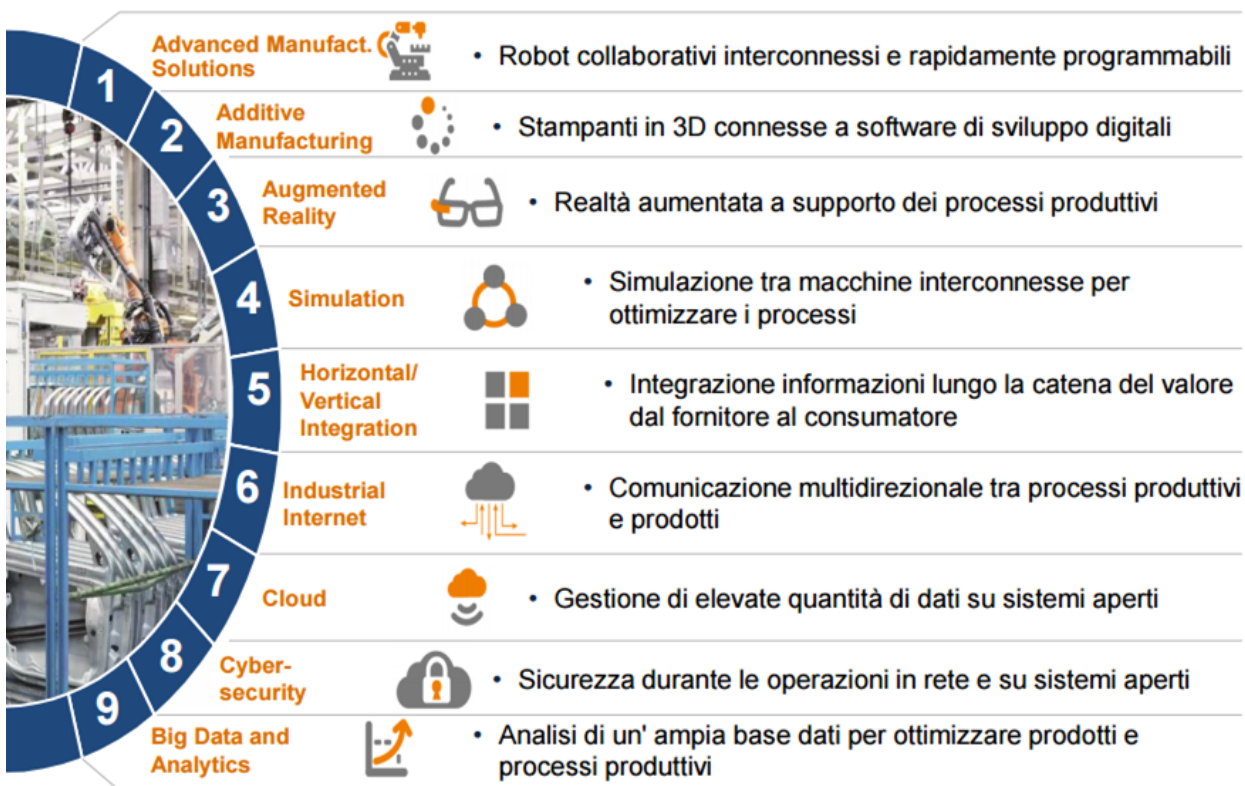 1
Advanced Manufact.
Solutions
• Robot collaborativi interconnessi e rapidamente programmabili
2
Additive
Manufacturing
• Stampanti in 3D connesse a software di sviluppo digitali
3
Augmented
Reality
• Realtà aumentata a supporto dei processi produttivi
4
Simulation
• Simulazione tra macchine interconnesse per
ottimizzare i processi
5
Horizontal/
Vertical
Integration
• Integrazione informazioni lungo la catena del valore
dal fornitore al consumatore
6
Industrial
Internet
• Comunicazione multidirezionale tra processi produttivi
e prodotti
7
Cloud
• Gestione di elevate quantità di dati su sistemi aperti
8
Cyber-
security
• Sicurezza durante le operazioni in rete e su sistemi aperti
9
Big Data and
Analytics
• Analisi di un' ampia base dati per ottimizzare prodotti e
processi produttivi